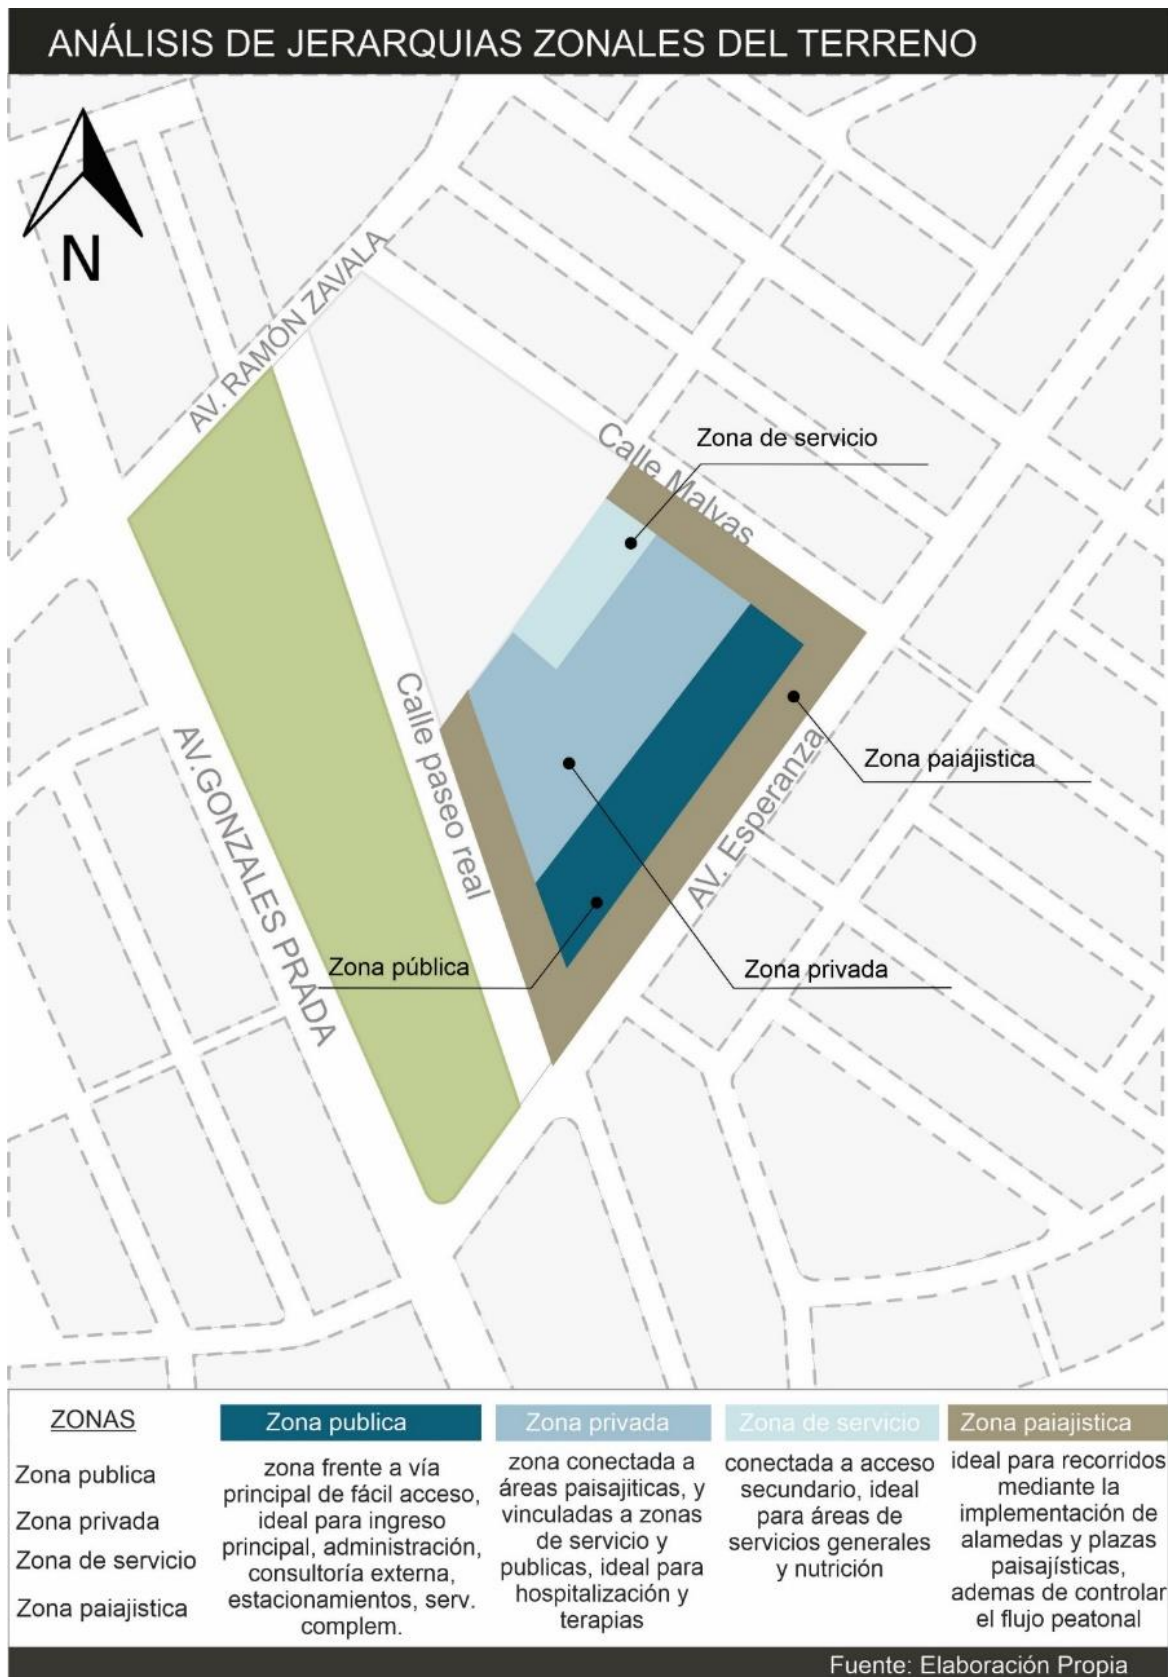 ANÁLISIS DE JERARQUIAS ZONALES DEL TERRENO
N
AV. RAMÓN ZAVALA
Calle Malvas
Zona de servicio
Calle paseo real
Zona paiajistica
AV. Esperanza
AV.GONZALES PRADA
Zona pública
Zona privada
ZONAS
Zona publica
Zona privada
Zona de servicio
Zona paiajistica
Zona publica
zona frente a vía
principal de fácil acceso,
ideal para ingreso
principal, administración,
consultoría externa,
estacionamientos, serv.
complem.
Zona privada
zona conectada a
áreas paisajiticas, y
vinculadas a zonas
de servicio y
publicas, ideal para
hospitalización y
terapias
Zona de servicio
conectada a acceso
secundario, ideal
para áreas de
servicios generales
y nutrición
Zona paiajistica
ideal para recorridos
mediante la
implementación de
alamedas y plazas
paisajísticas,
ademas de controlar
el flujo peatonal
Fuente: Elaboración Propia